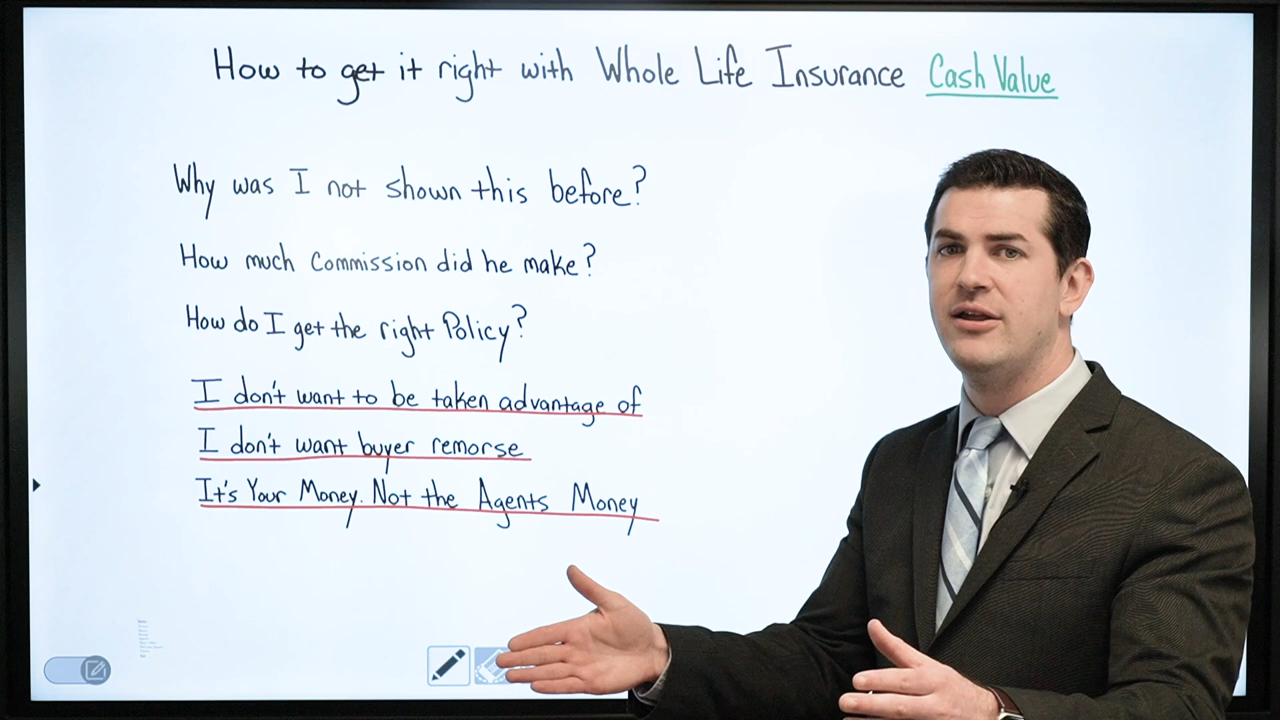 How to get it right with Whole Life Insurance Cash Value
Why was I not shown this before?
How much Commission did he make?
How do I get the right Policy?
I don't want to be taken advantage of
I don't want buyer remorse
It's Your Money. Not the Agents Money